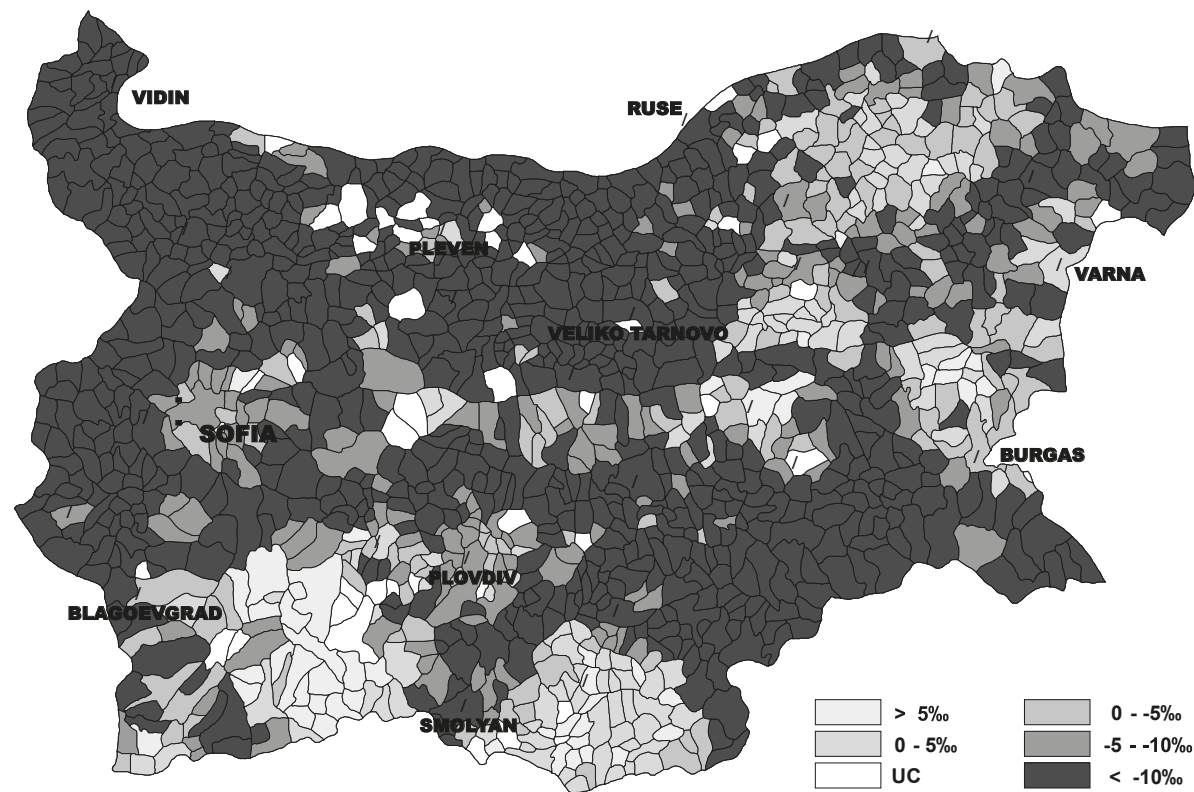 VIDIN
RUSE
PLEVEN
VARNA
VELIKO TARNOVO
SOFIA
BURGAS
PLOVDIV
BLAGOEVGRAD
SMOLYAN
> 5‰
0 - -5‰
0 - 5‰
-5 - -10‰
UC
< -10‰